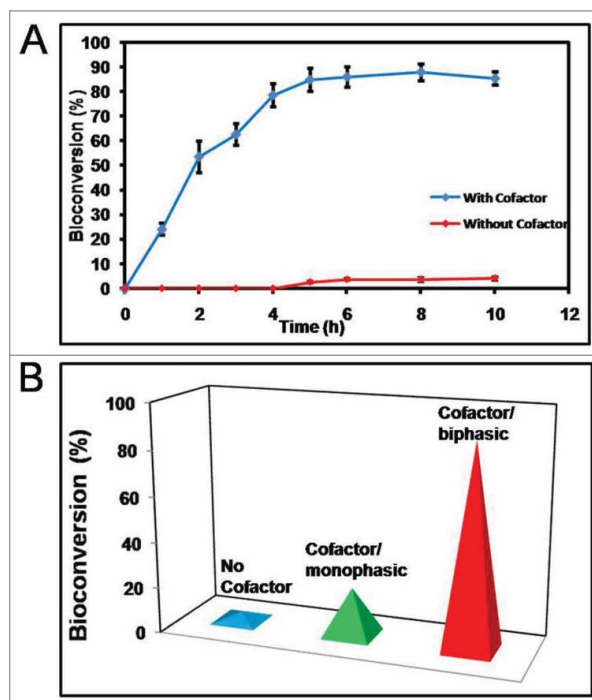 A
100
90
80
70
60
50
40
30
20
10
0
Bioconversion (%)
With Cofactor
Without Cofactor
0 2 4 6 8 10 12
Time (h)
B
100
80
60
40
20
0
Bioconversion (%)
No
Cofactor
Cofactor/
monophasic
Cofactor/
biphasic